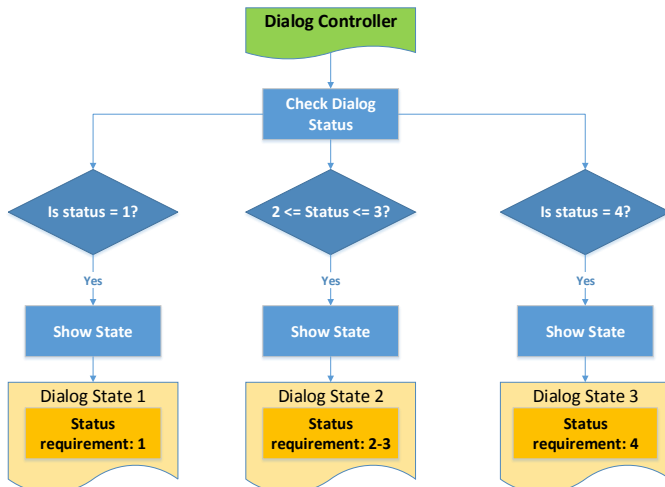 Dialog Controller
Check Dialog
Status
Is status = 1?
2 <= Status <= 3?
Is status = 4?
Yes
Yes
Yes
Show State
Show State
Show State
Dialog State 1
Status
requirement: 1
Dialog State 2
Status
requirement: 2-3
Dialog State 3
Status
requirement: 4